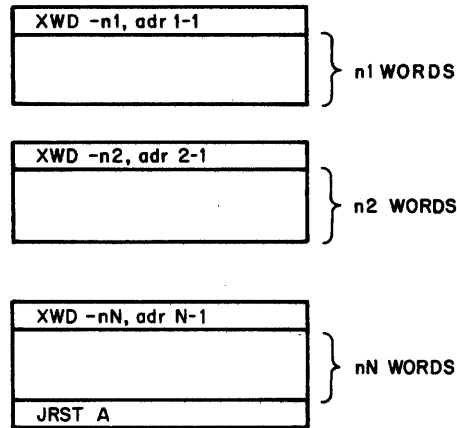 XWD -n1, adr 1-1
n1 WORDS
XWD -n2, adr 2-1
n2 WORDS
XWD -nN, adr N-1
nN WORDS
JRST A